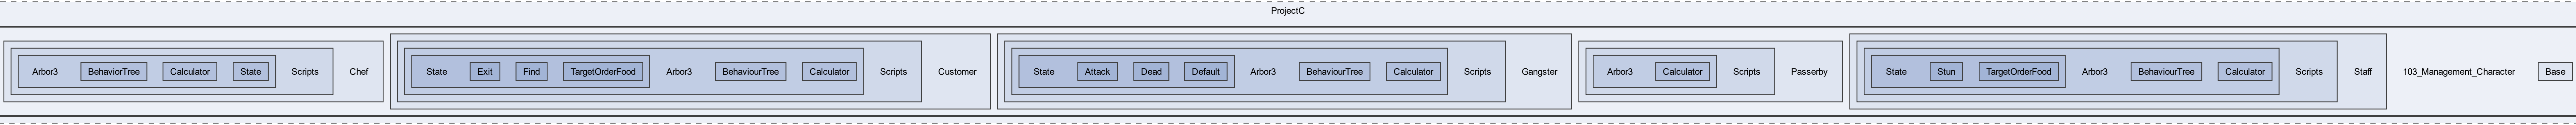 ProjectC
Arbor3 BehaviorTree Calculator State Scripts Chef State Exit Find TargetOrderFood Arbor3 BehaviourTree Calculator Scripts Customer State Attack Dead Default Arbor3 BehaviourTree Calculator Scripts Gangster Arbor3 Calculator Scripts Passerby State Stun TargetOrderFood Arbor3 BehaviourTree Calculator Scripts Staff 103_Management_Character Base